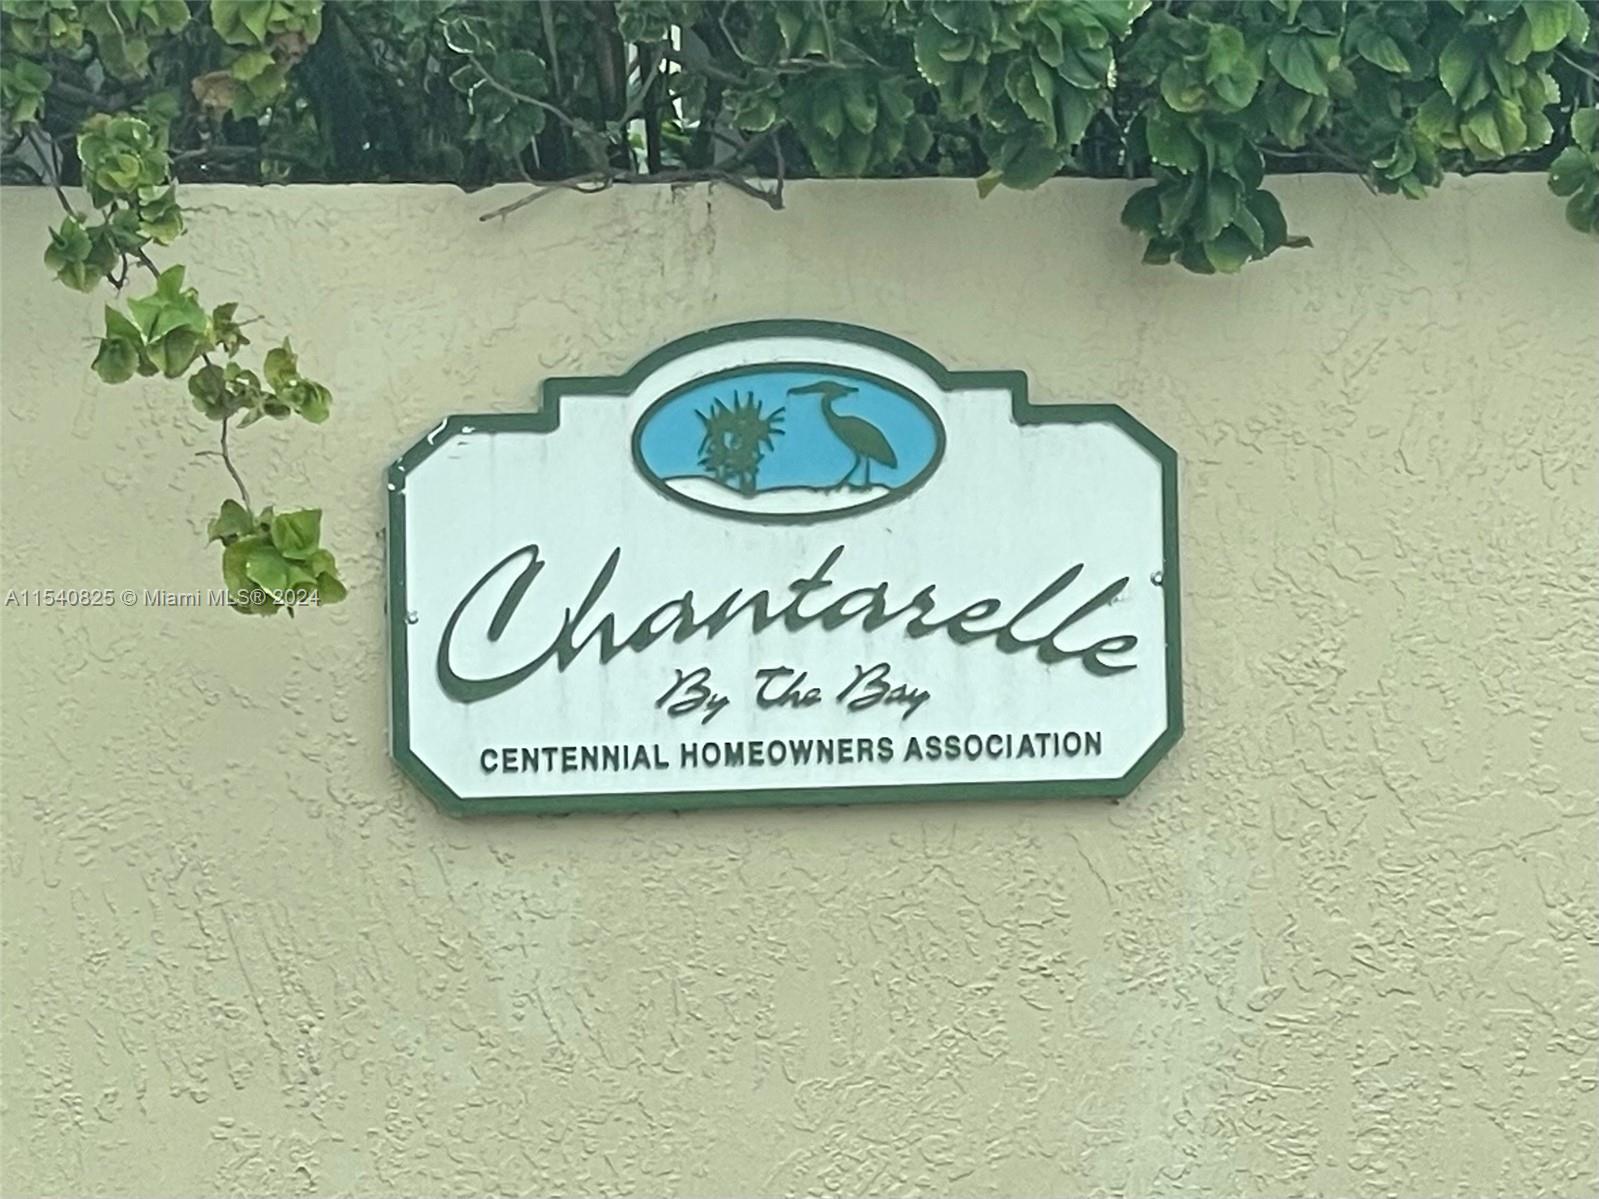 Chantarelle
By The Bay
CENTENNIAL HOMEOWNERS ASSOCIATION
A11540825 © Miami MLS® 2024